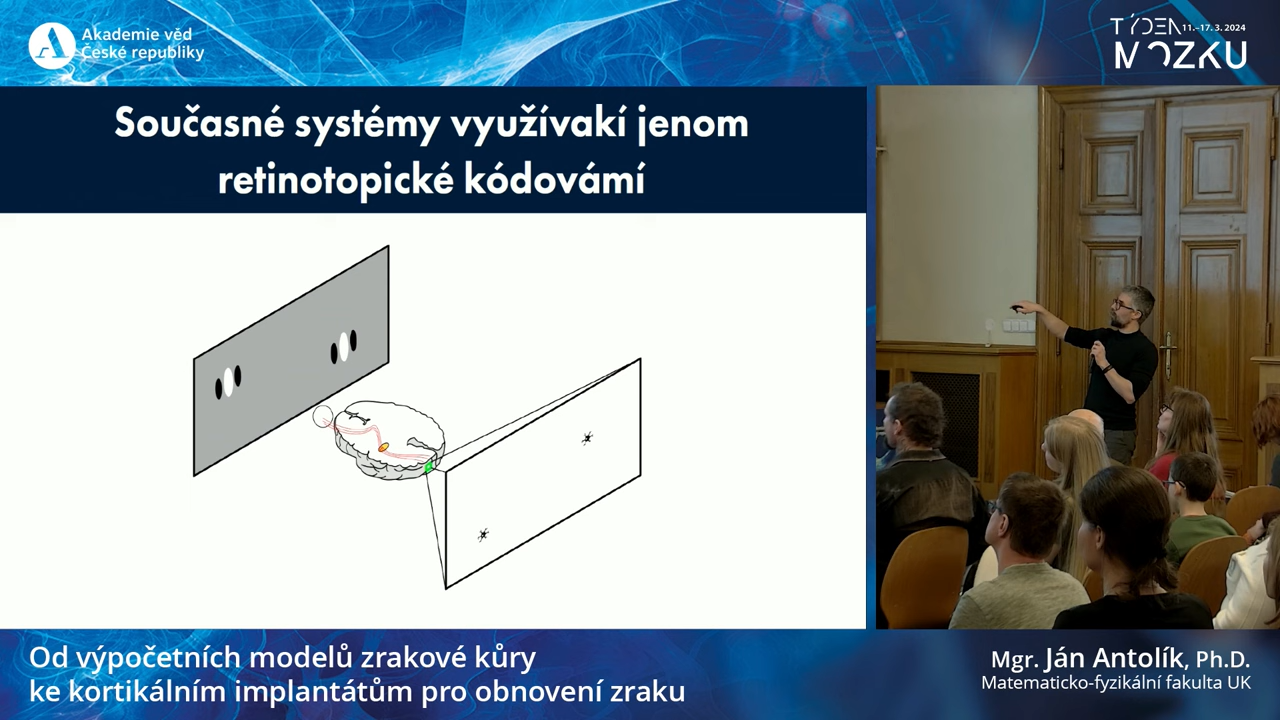 Akademie věd
České republiky
TÝDEN 11.–17. 3. 2024
MOZKU
Současné systémy využívakí jenom
retinotopické kódovámí
Od výpočetních modelů zrakové kůry
ke kortikálním implantátům pro obnovení zraku
Mgr. Ján Antolík, Ph.D.
Matematicko-fyzikální fakulta UK